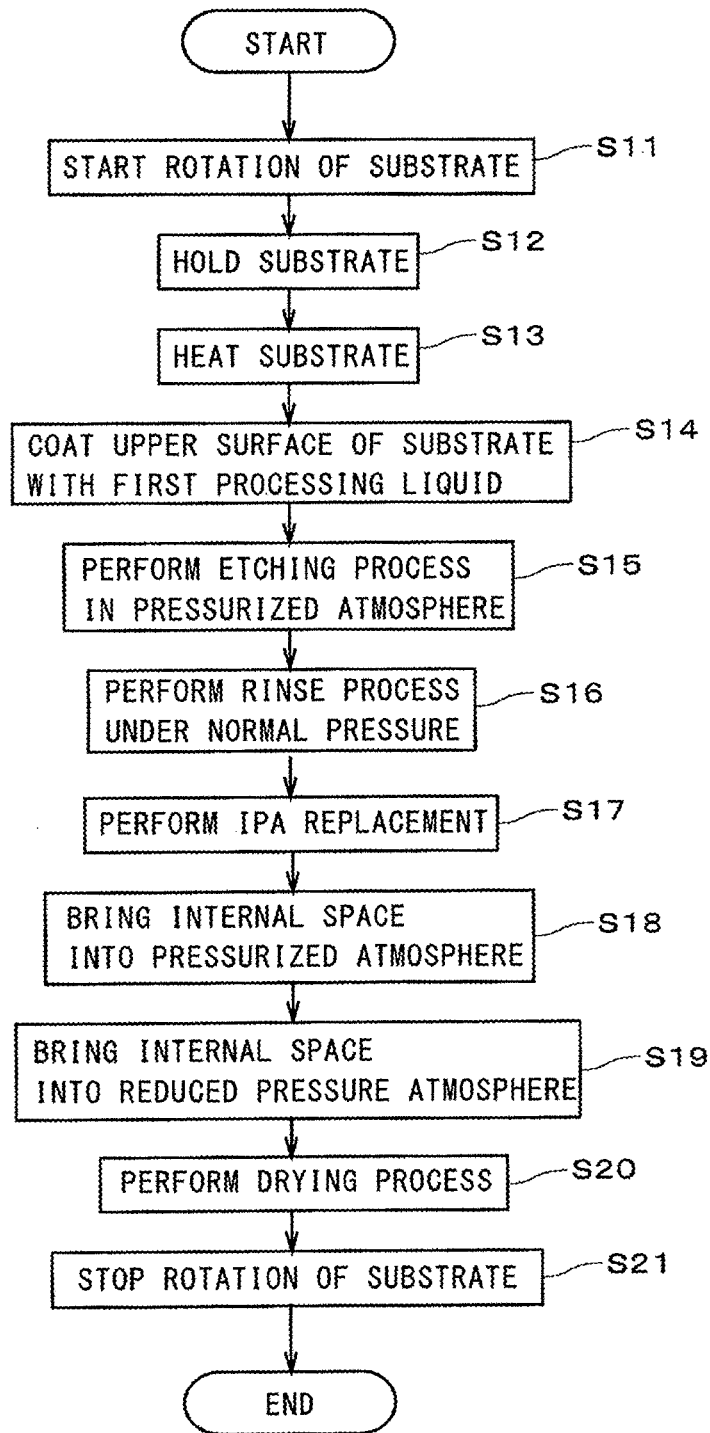 START
START ROTATION OF SUBSTRATE
S11
HOLD SUBSTRATE
S12
HEAT SUBSTRATE
S13
COAT UPPER SURFACE OF SUBSTRATE
WITH FIRST PROCESSING LIQUID
S14
PERFORM ETCHING PROCESS
IN PRESSURIZED ATMOSPHERE
S15
PERFORM RINSE PROCESS
UNDER NORMAL PRESSURE
S16
PERFORM IPA REPLACEMENT
S17
BRING INTERNAL SPACE
INTO PRESSURIZED ATMOSPHERE
S18
BRING INTERNAL SPACE
INTO REDUCED PRESSURE ATMOSPHERE
S19
PERFORM DRYING PROCESS
S20
STOP ROTATION OF SUBSTRATE
S21
END